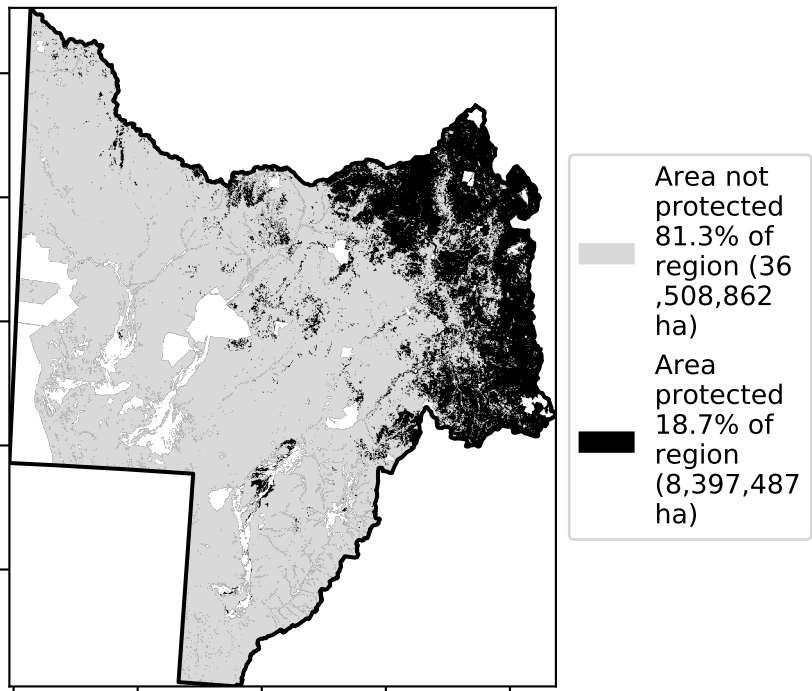 Area not
protected
81.3% of
region (36
,508,862
ha)
Area
protected
18.7% of
region
(8,397,487
ha)